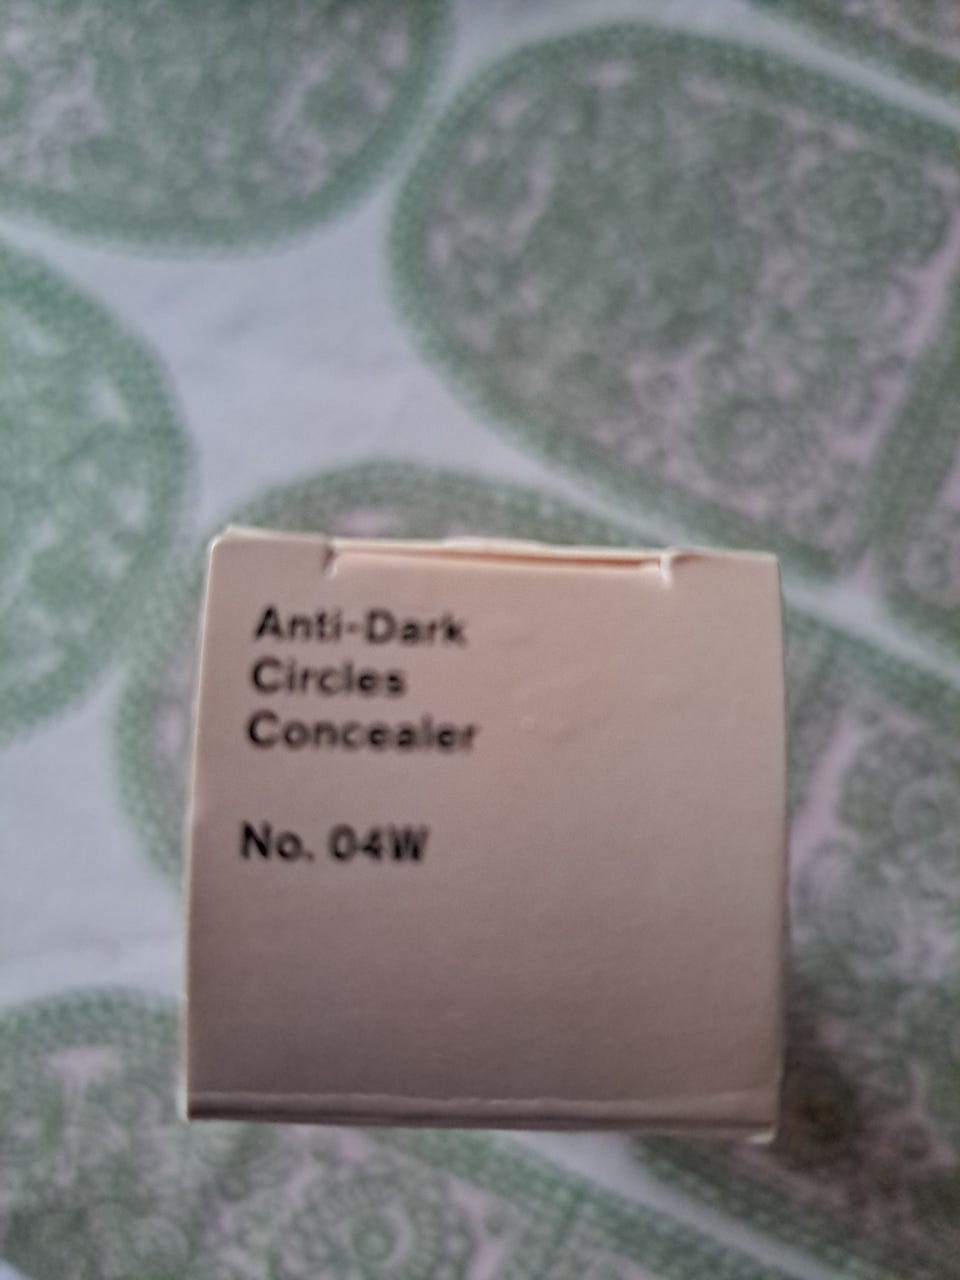 Anti-Dark
Circles
Concealer
No. 04W